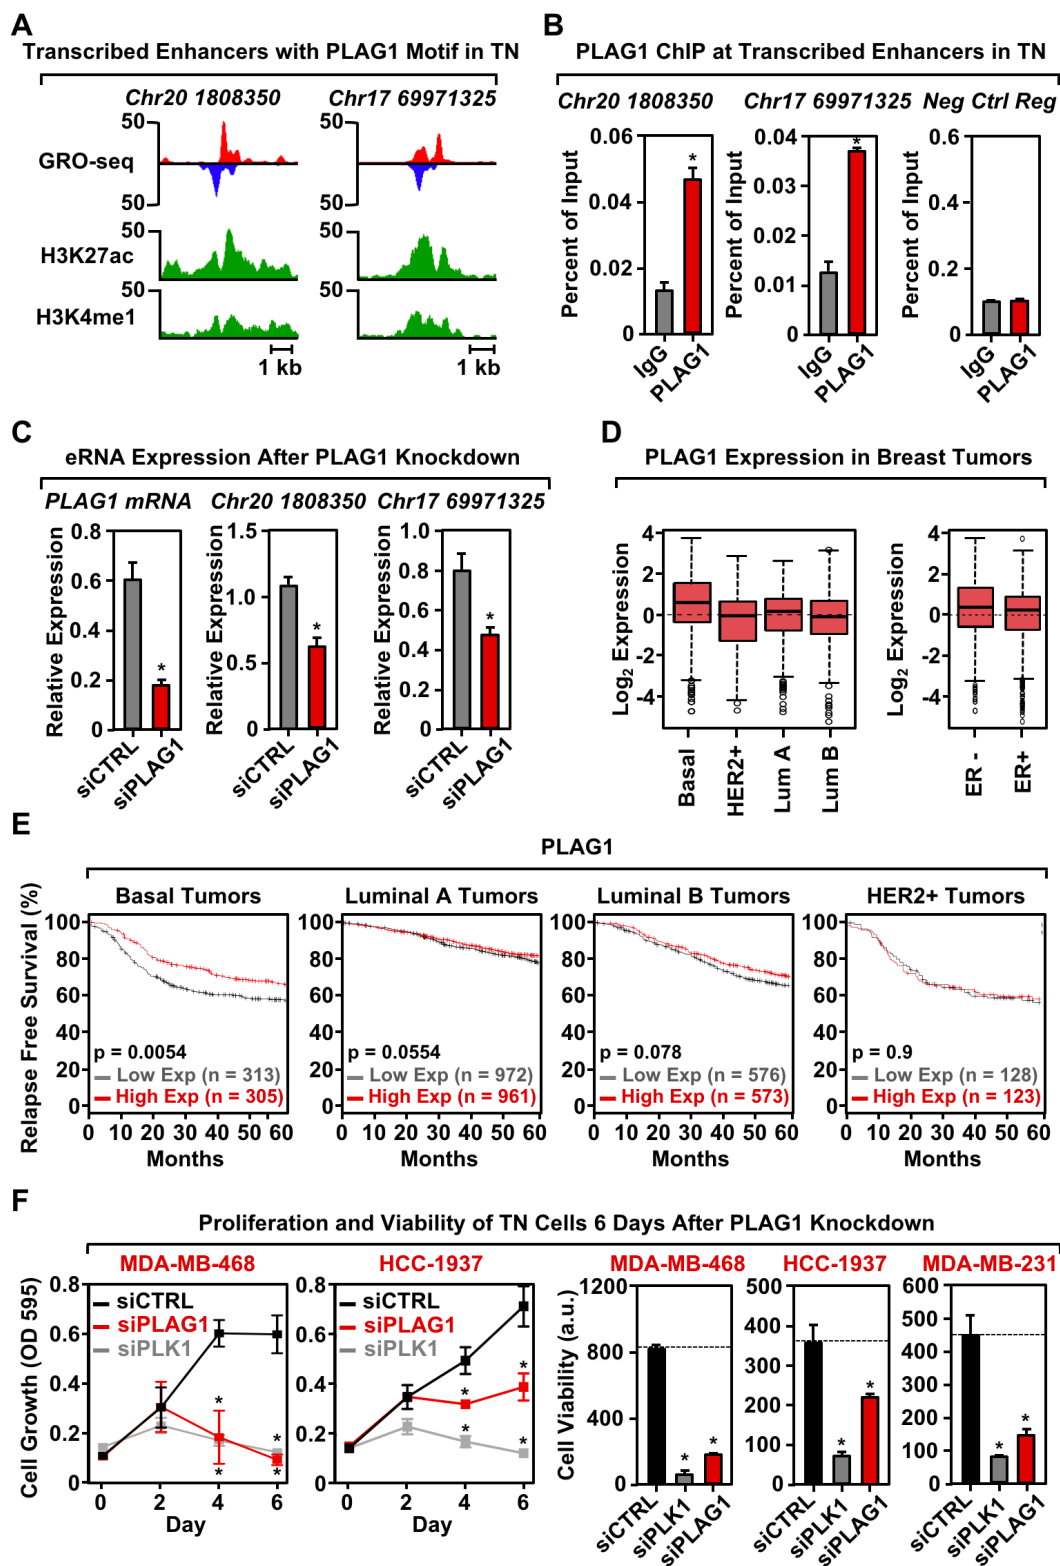 A
Transcribed Enhancers with PLAG1 Motif in TN
Chr20 1808350
Chr17 69971325
50
50
GRO-seq
50
50
50
50
H3K27ac
50
50
H3K4me1
1 kb
1 kb
B
PLAG1 ChIP at Transcribed Enhancers in TN
Chr20 1808350
Chr17 69971325
Neg Ctrl Reg
Percent of Input
0.06
0.04
0.02
0
*
IgG
PLAG1
Percent of Input
0.04
0.03
0.02
0.01
0
*
IgG
PLAG1
Percent of Input
0.6
0.4
0.2
0
IgG
PLAG1
C
eRNA Expression After PLAG1 Knockdown
PLAG1 mRNA
Chr20 1808350
Chr17 69971325
Relative Expression
0.8
0.6
0.4
0.2
0
*
siCTRL
siPLAG1
Relative Expression
1.5
1.0
0.5
0
*
siCTRL
siPLAG1
Relative Expression
1.0
0.8
0.6
0.4
0.2
0
*
siCTRL
siPLAG1
D
PLAG1 Expression in Breast Tumors
Log2 Expression
4
2
0
-2
-4
Basal
HER2+
Lum A
Lum B
Log2 Expression
4
2
0
-2
-4
ER -
ER+
E
PLAG1
Relapse Free Survival (%)
Basal Tumors
100
80
60
40
20
0
p = 0.0054
Low Exp (n = 313)
High Exp (n = 305)
0 10 20 30 40 50 60
Months
Luminal A Tumors
100
80
60
40
20
0
p = 0.0554
Low Exp (n = 972)
High Exp (n = 961)
0 10 20 30 40 50 60
Months
Luminal B Tumors
100
80
60
40
20
0
p = 0.078
Low Exp (n = 576)
High Exp (n = 573)
0 10 20 30 40 50 60
Months
HER2+ Tumors
100
80
60
40
20
0
p = 0.9
Low Exp (n = 128)
High Exp (n = 123)
0 10 20 30 40 50 60
Months
F
Proliferation and Viability of TN Cells 6 Days After PLAG1 Knockdown
MDA-MB-468
Cell Growth (OD 595)
0.8
0.6
0.4
0.2
0
siCTRL
siPLAG1
siPLK1
*
*
*
*
0 2 4 6
Day
HCC-1937
0.8
0.6
0.4
0.2
0
siCTRL
siPLAG1
siPLK1
*
*
*
*
0 2 4 6
Day
MDA-MB-468
Cell Viability (a.u.)
1200
800
400
0
*
*
siCTRL
siPLK1
siPLAG1
HCC-1937
500
400
300
200
100
0
*
*
siCTRL
siPLK1
siPLAG1
MDA-MB-231
600
500
400
300
200
100
0
*
*
siCTRL
siPLK1
siPLAG1